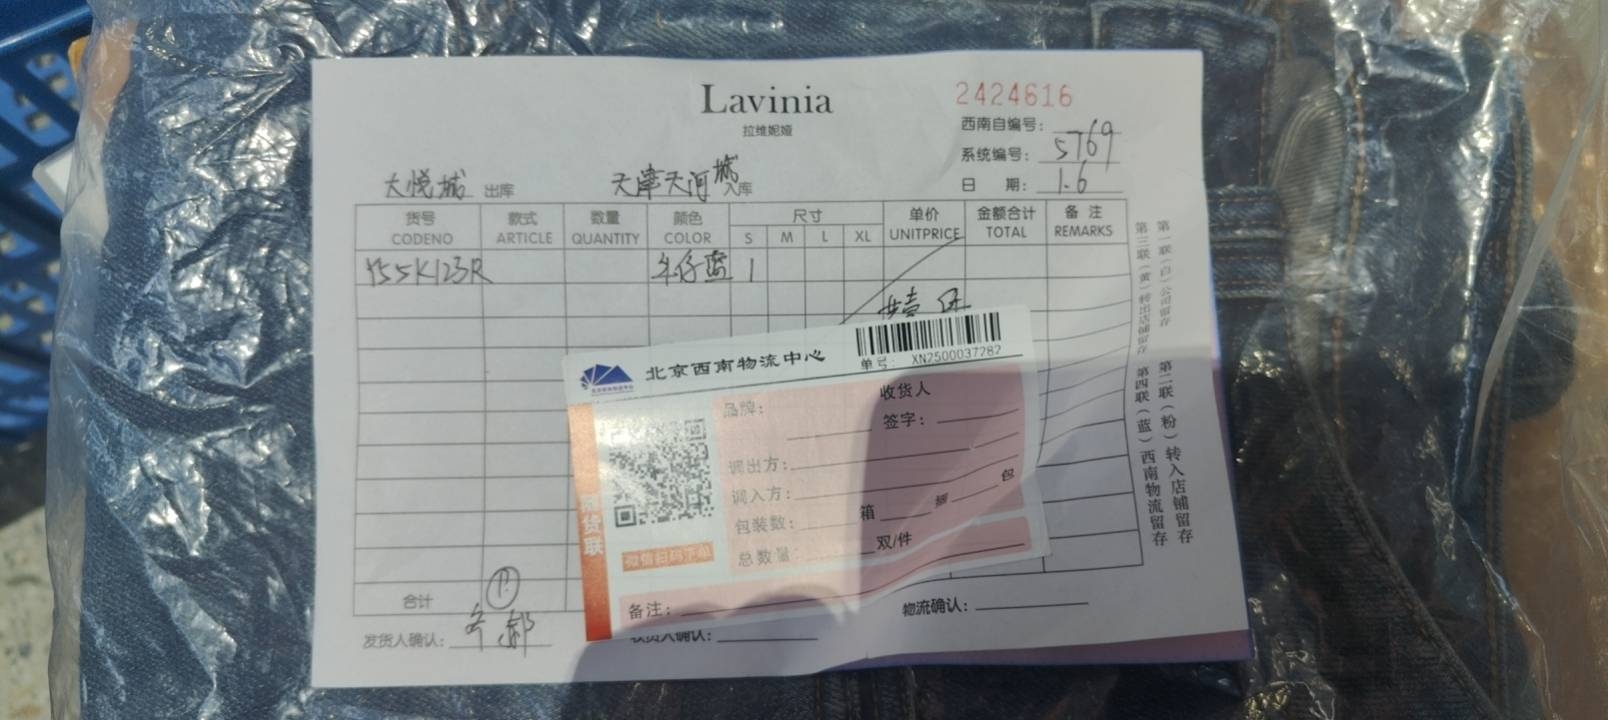 Lavinia
拉维妮娅
2424616
西南自编号:
系统编号: 5769
日 期: 1.6
大悦城 出库 天津天河城 入库
货号 款式 数量 颜色 尺寸 单价 金额合计 备注
CODENO ARTICLE QUANTITY COLOR S M L XL UNITPRICE TOTAL REMARKS
牛仔蓝 1
北京西南物流中心
单号: XN2500037282
收货人
品牌: 签字:
调出方:
调入方:
包装数: 箱 捆 包
总数量: 双/件
微信扫码下单
货联
备注:
合计
发货人确认:
收货人确认:
物流确认:
第一联(白)公司留存 第二联(粉)转入店铺留存
第三联(黄)转出店铺留存 第四联(蓝)西南物流留存